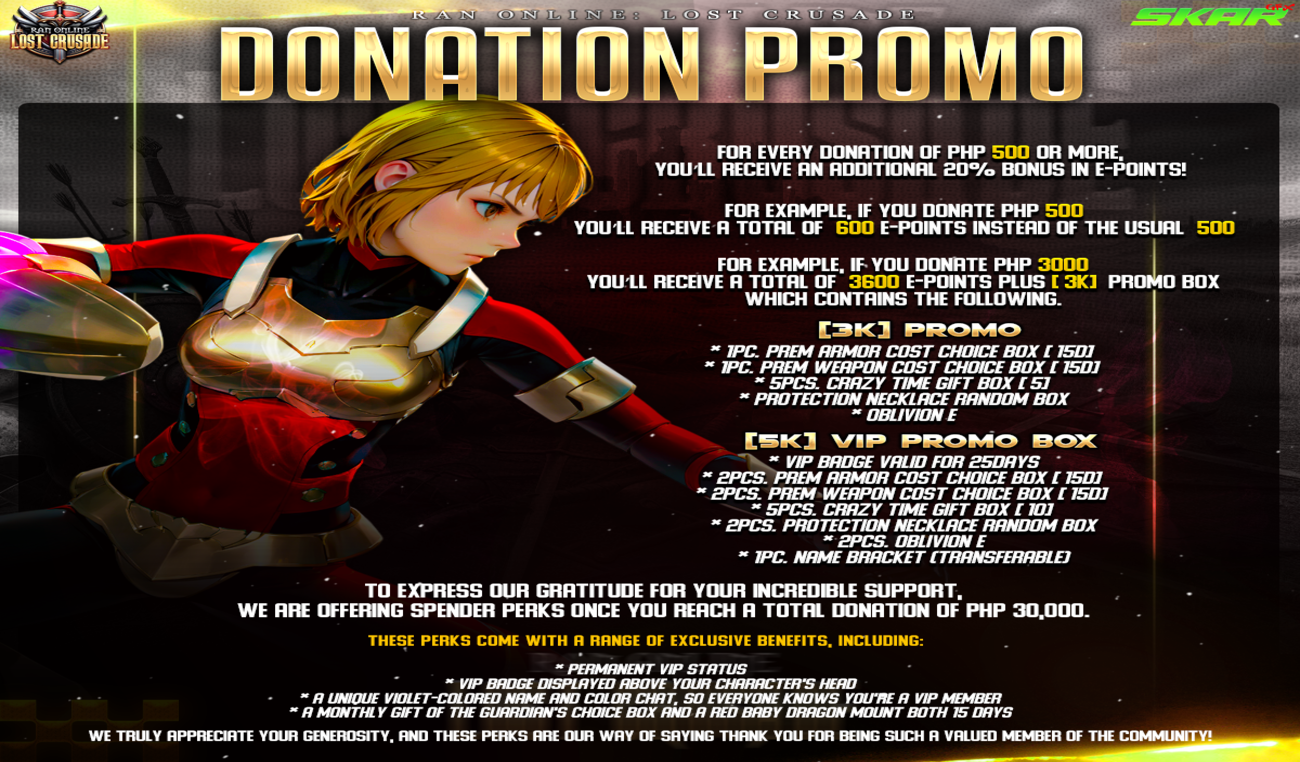 RAN ONLINE: LOST CRUSADE
SKAR GFX
RAN ONLINE
LOST CRUSADE
DONATION PROMO
FOR EVERY DONATION OF PHP 500 OR MORE,
YOU'LL RECEIVE AN ADDITIONAL 20% BONUS IN E-POINTS!
FOR EXAMPLE, IF YOU DONATE PHP 500
YOU'LL RECEIVE A TOTAL OF 600 E-POINTS INSTEAD OF THE USUAL 500
FOR EXAMPLE, IF YOU DONATE PHP 3000
YOU'LL RECEIVE A TOTAL OF 3600 E-POINTS PLUS [ 3K] PROMO BOX
WHICH CONTAINS THE FOLLOWING.
[3K] PROMO
* 1PC. PREM ARMOR COST CHOICE BOX [ 15D]
* 1PC. PREM WEAPON COST CHOICE BOX [ 15D]
* 5PCS. CRAZY TIME GIFT BOX [ 5]
* PROTECTION NECKLACE RANDOM BOX
* OBLIVION E
[5K] VIP PROMO BOX
* VIP BADGE VALID FOR 25DAYS
* 2PCS. PREM ARMOR COST CHOICE BOX [ 15D]
* 2PCS. PREM WEAPON COST CHOICE BOX [ 15D]
* 5PCS. CRAZY TIME GIFT BOX [ 10]
* 2PCS. PROTECTION NECKLACE RANDOM BOX
* 2PCS. OBLIVION E
* 1PC. NAME BRACKET (TRANSFERABLE)
TO EXPRESS OUR GRATITUDE FOR YOUR INCREDIBLE SUPPORT,
WE ARE OFFERING SPENDER PERKS ONCE YOU REACH A TOTAL DONATION OF PHP 30,000.
THESE PERKS COME WITH A RANGE OF EXCLUSIVE BENEFITS, INCLUDING:
* PERMANENT VIP STATUS
* VIP BADGE DISPLAYED ABOVE YOUR CHARACTER'S HEAD
* A UNIQUE VIOLET-COLORED NAME AND COLOR CHAT, SO EVERYONE KNOWS YOU'RE A VIP MEMBER
* A MONTHLY GIFT OF THE GUARDIAN'S CHOICE BOX AND A RED BABY DRAGON MOUNT BOTH 15 DAYS
WE TRULY APPRECIATE YOUR GENEROSITY, AND THESE PERKS ARE OUR WAY OF SAYING THANK YOU FOR BEING SUCH A VALUED MEMBER OF THE COMMUNITY!